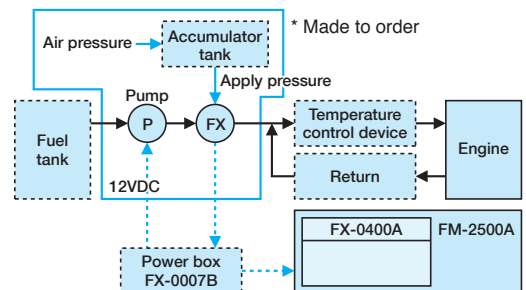 * Made to order
Air pressure
Accumulator
tank
Apply pressure
Pump
P
FX
Fuel
tank
Temperature
control device
Engine
Return
12VDC
FX-0400A
FM-2500A
Power box
FX-0007B